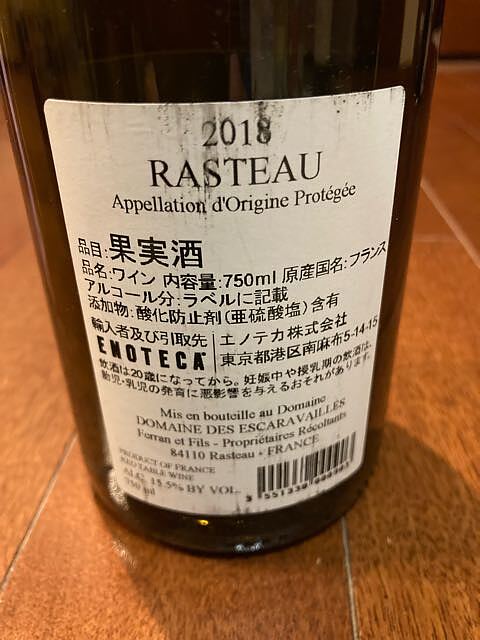 2018
RASTEAU
Appellation d'Origine Protégée
品目:果実酒
品名:ワイン 内容量:750ml 原産国名:フランス
アルコール分:ラベルに記載
添加物:酸化防止剤(亜硫酸塩)含有
輸入者及び引取先 エノテカ株式会社
ENOTECA 東京都港区南麻布5-14-15
飲酒は20歳になってから。妊娠中や授乳期の飲酒は、
胎児・乳児の発育に悪影響を与えるおそれがあります。
Mis en bouteille au Domaine
DOMAINE DES ESCARAVAILLES
Ferran et Fils - Propriétaires Récoltants
84110 Rasteau - FRANCE
PRODUCT OF FRANCE
RED TABLE WINE
ALC. 15.5% BY VOL.
750 ml